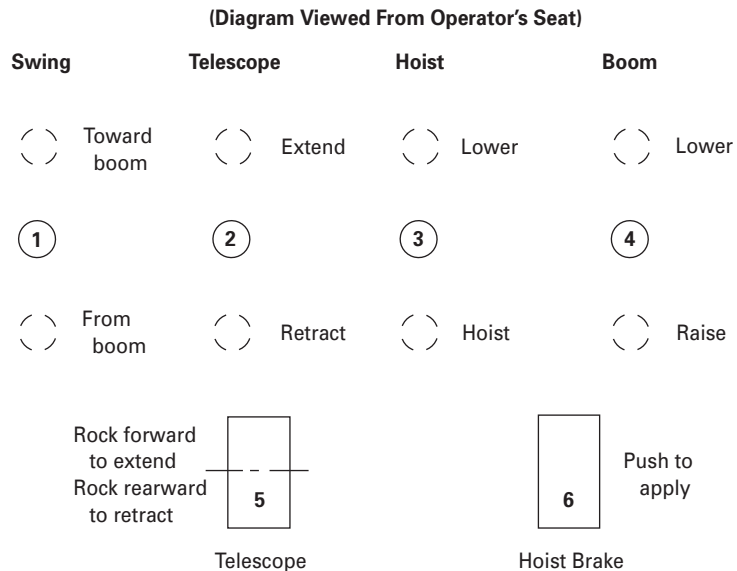 (Diagram Viewed From Operator's Seat)
Swing Telescope Hoist Boom
Toward
boom
Extend
Lower
Lower
1 2 3 4
From
boom
Retract
Hoist
Raise
Rock forward
to extend
Rock rearward
to retract
5
Telescope
6
Push to
apply
Hoist Brake